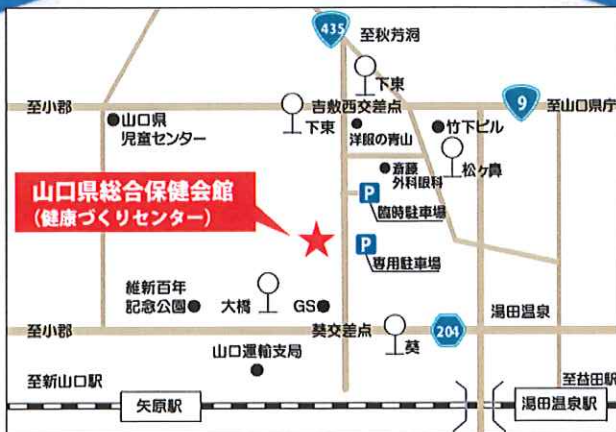 435
至秋芳洞
下東
至小郡
吉敷西交差点
9
至山口県庁
山口県
児童センター
下東
洋服の青山
竹下ビル
斎藤
外科眼科
松ヶ鼻
山口県総合保健会館
(健康づくりセンター)
P
臨時駐車場
P
専用駐車場
維新百年
記念公園
大橋
GS
湯田温泉
至小郡
葵交差点
葵
204
山口運輸支局
至新山口駅
至益田駅
矢原駅
湯田温泉駅